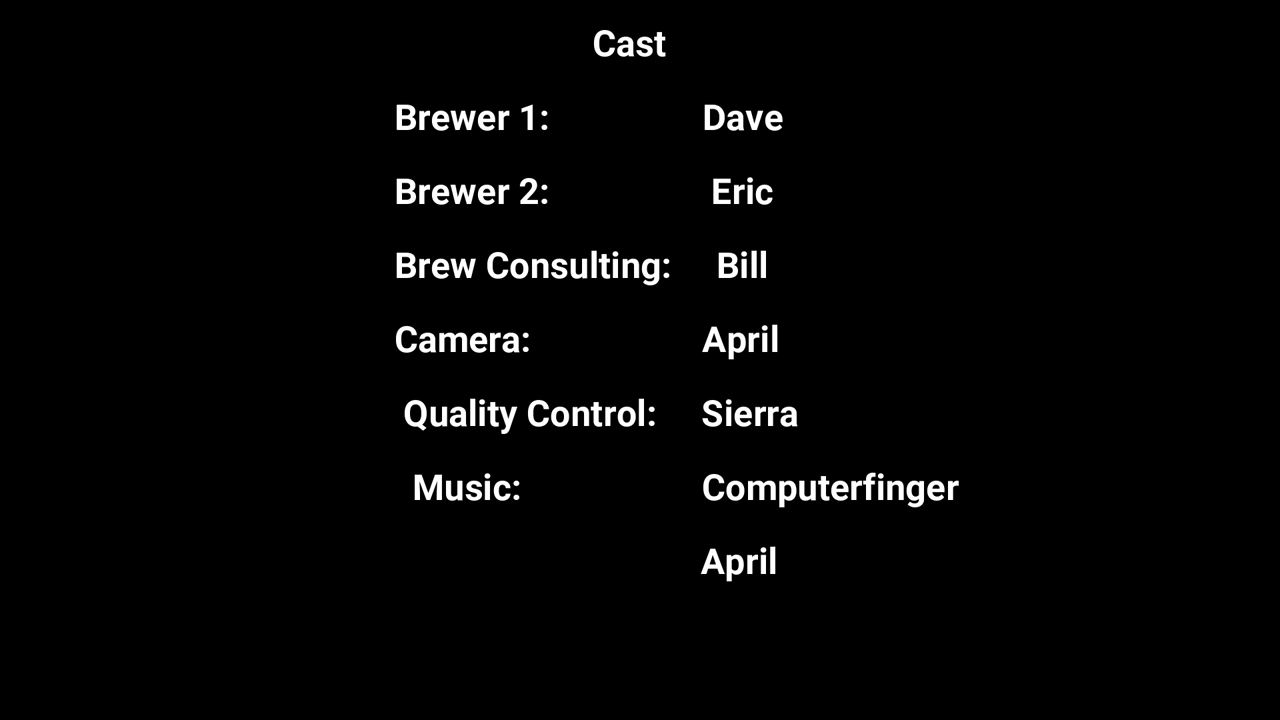 Cast
Brewer 1: Dave
Brewer 2: Eric
Brew Consulting: Bill
Camera: April
Quality Control: Sierra
Music: Computerfinger
April